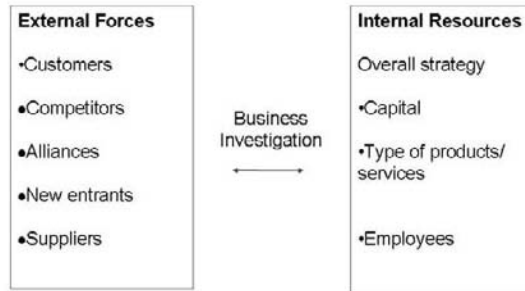 External Forces
•Customers
•Competitors
•Alliances
•New entrants
•Suppliers
Business
Investigation
Internal Resources
Overall strategy
•Capital
•Type of products/
services
•Employees